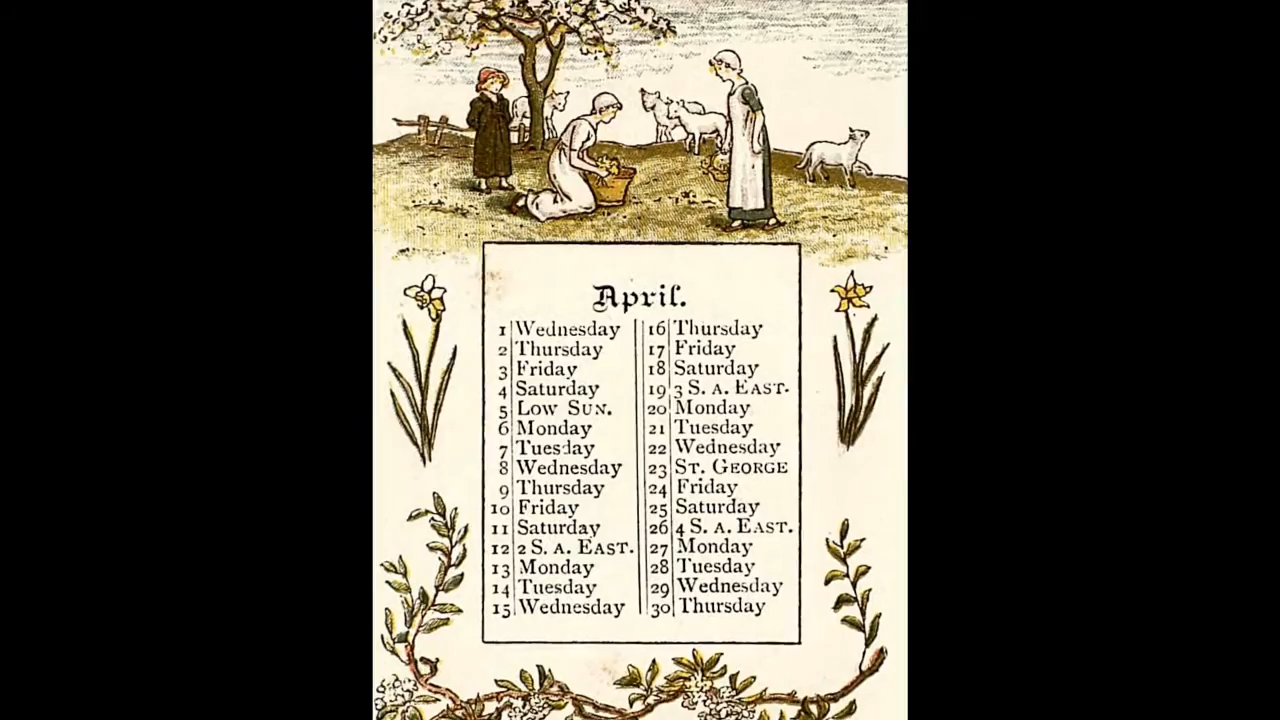 April.
1 Wednesday
2 Thursday
3 Friday
4 Saturday
5 LOW SUN.
6 Monday
7 Tuesday
8 Wednesday
9 Thursday
10 Friday
11 Saturday
12 2 S. A. EAST.
13 Monday
14 Tuesday
15 Wednesday
16 Thursday
17 Friday
18 Saturday
19 3 S. A. EAST.
20 Monday
21 Tuesday
22 Wednesday
23 ST. GEORGE
24 Friday
25 Saturday
26 4 S. A. EAST.
27 Monday
28 Tuesday
29 Wednesday
30 Thursday